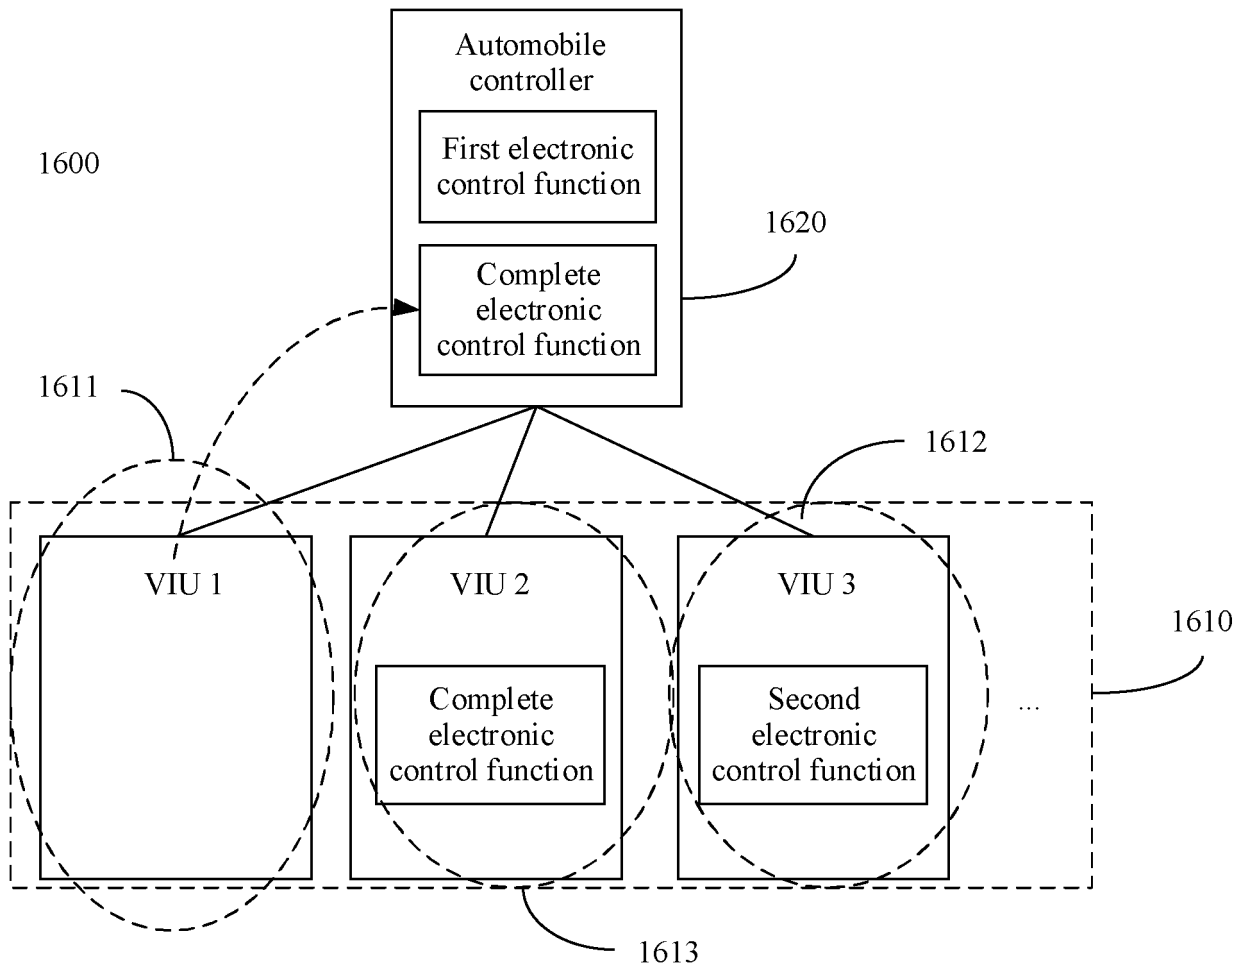 Automobile
controller
First electronic
control function
1600
1620
Complete
electronic
control function
1611
1612
VIU 1
VIU 2
VIU 3
1610
Complete
electronic
control function
Second
electronic
control function
...
1613